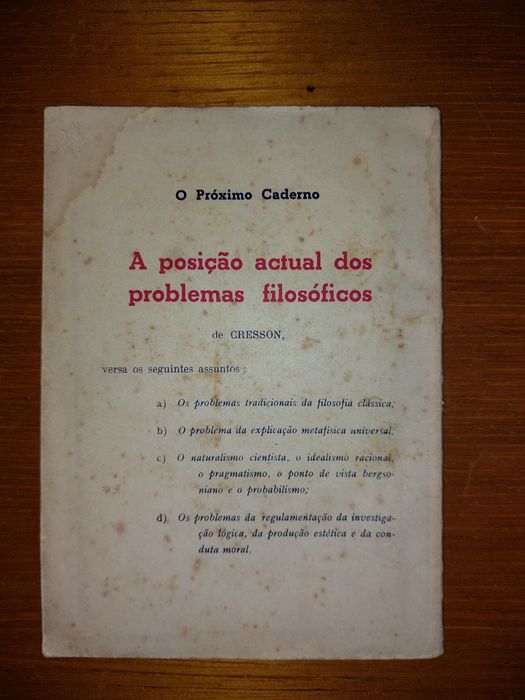 O Próximo Caderno
A posição actual dos
problemas filosóficos
de CRESSON,
versa os seguintes assuntos:
a) Os problemas tradicionais da filosofia clássica;
b) O problema da explicação metafísica universal;
c) O naturalismo cientista, o idealismo racional,
o pragmatismo, o ponto de vista bergso-
niano e o probabilismo;
d) Os problemas da regulamentação da investiga-
ção lógica, da produção estética e da con-
duta moral.